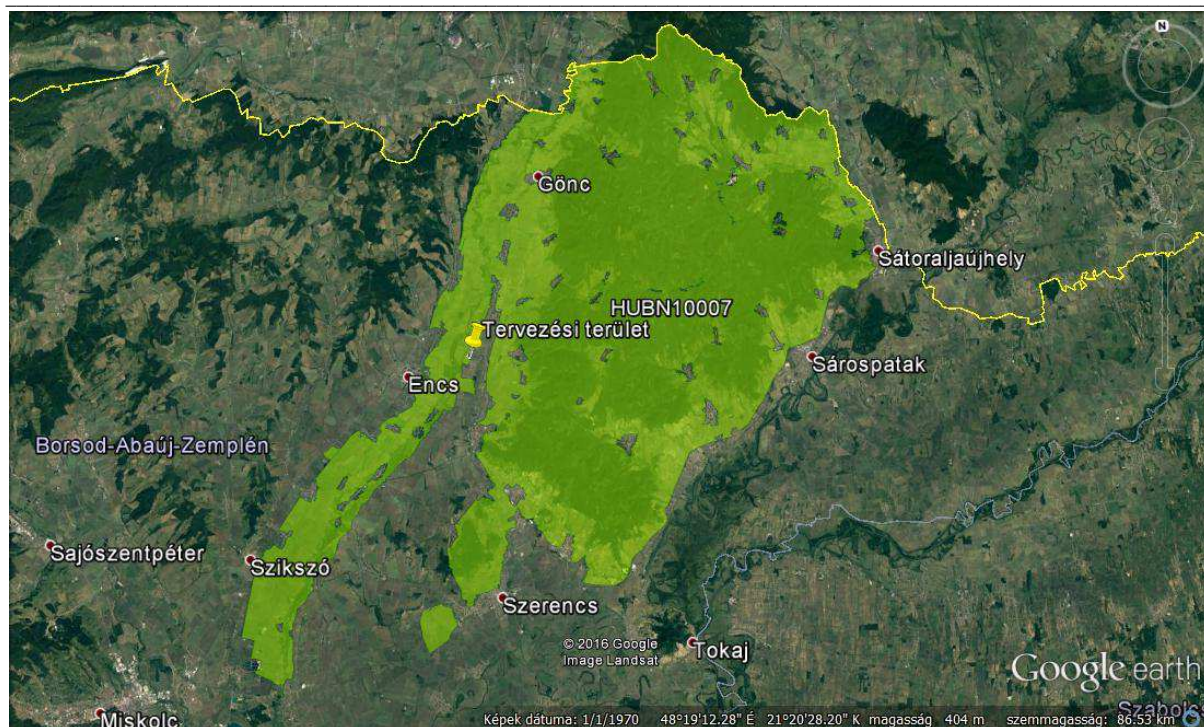 N
Gönc
Sátoraljaújhely
HUBN10007
Tervezési terület
Sárospatak
Encs
Borsod-Abaúj-Zemplén
Sajószentpéter
Szikszó
Szerencs
© 2016 Google
Image Landsat
Tokaj
Google earth
Miskolc
Szabolc
Képek dátuma: 1/1/1970 48°19'12.28" É 21°20'28.20" K magasság 404 m szemmagasság: 86.53 km